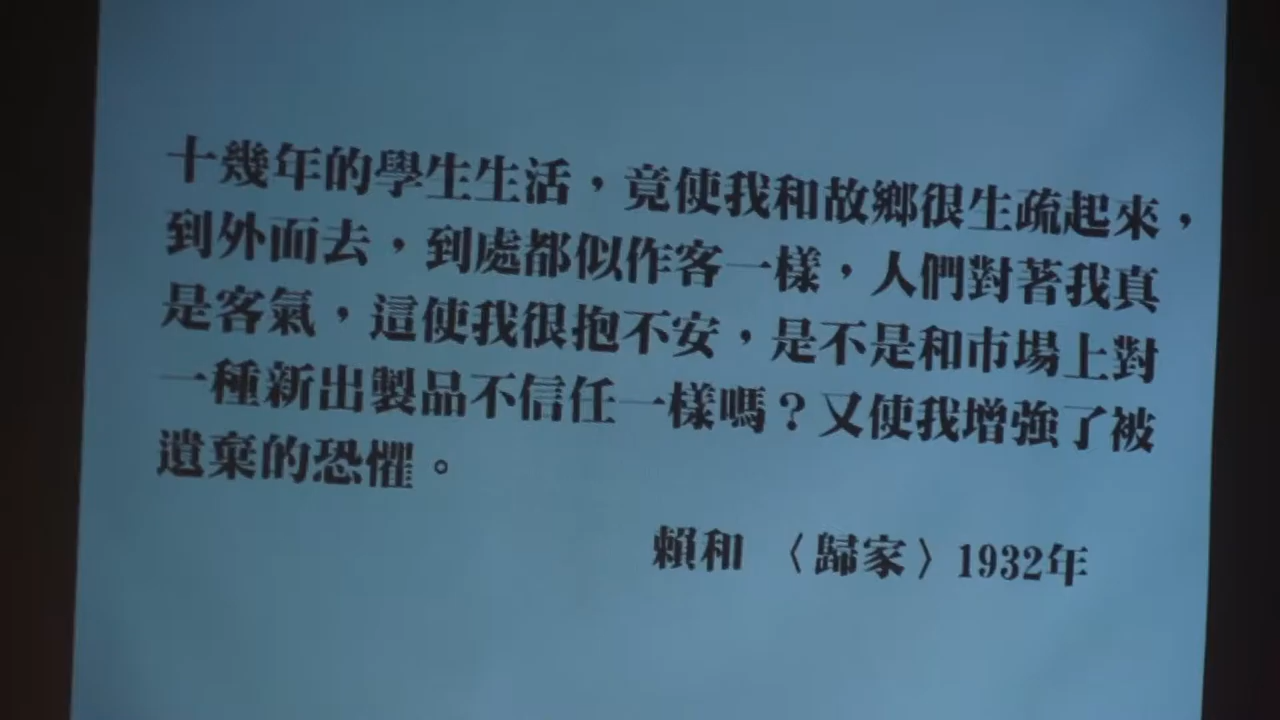 十幾年的學生生活，竟使我和故鄉很生疏起來，
到外而去，到處都似作客一樣，人們對著我真
是客氣，這使我很抱不安，是不是和市場上對
一種新出製品不信任一樣嗎？又使我增強了被
遺棄的恐懼。
賴和 〈歸家〉1932年